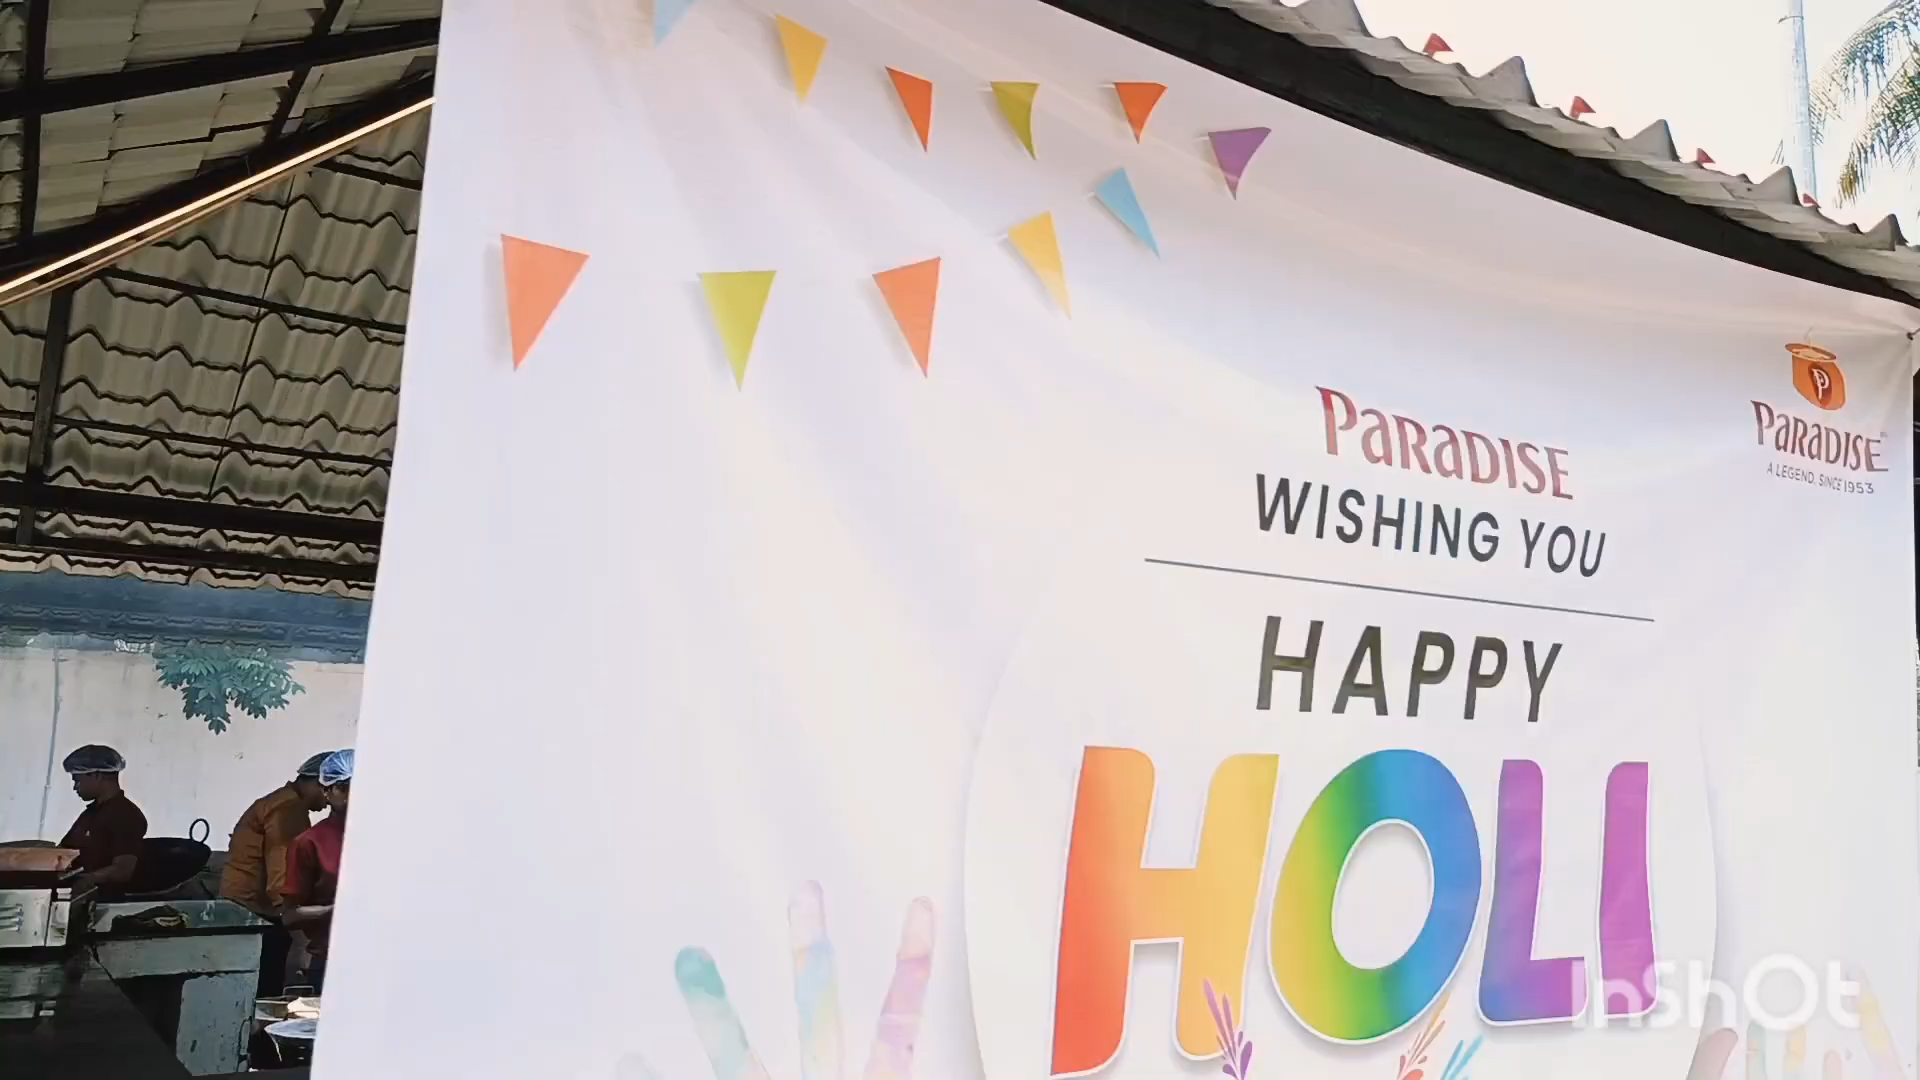 PARADISE
WISHING YOU
HAPPY
HOLI
P
PARADISE
A LEGEND, SINCE 1953
InShOt